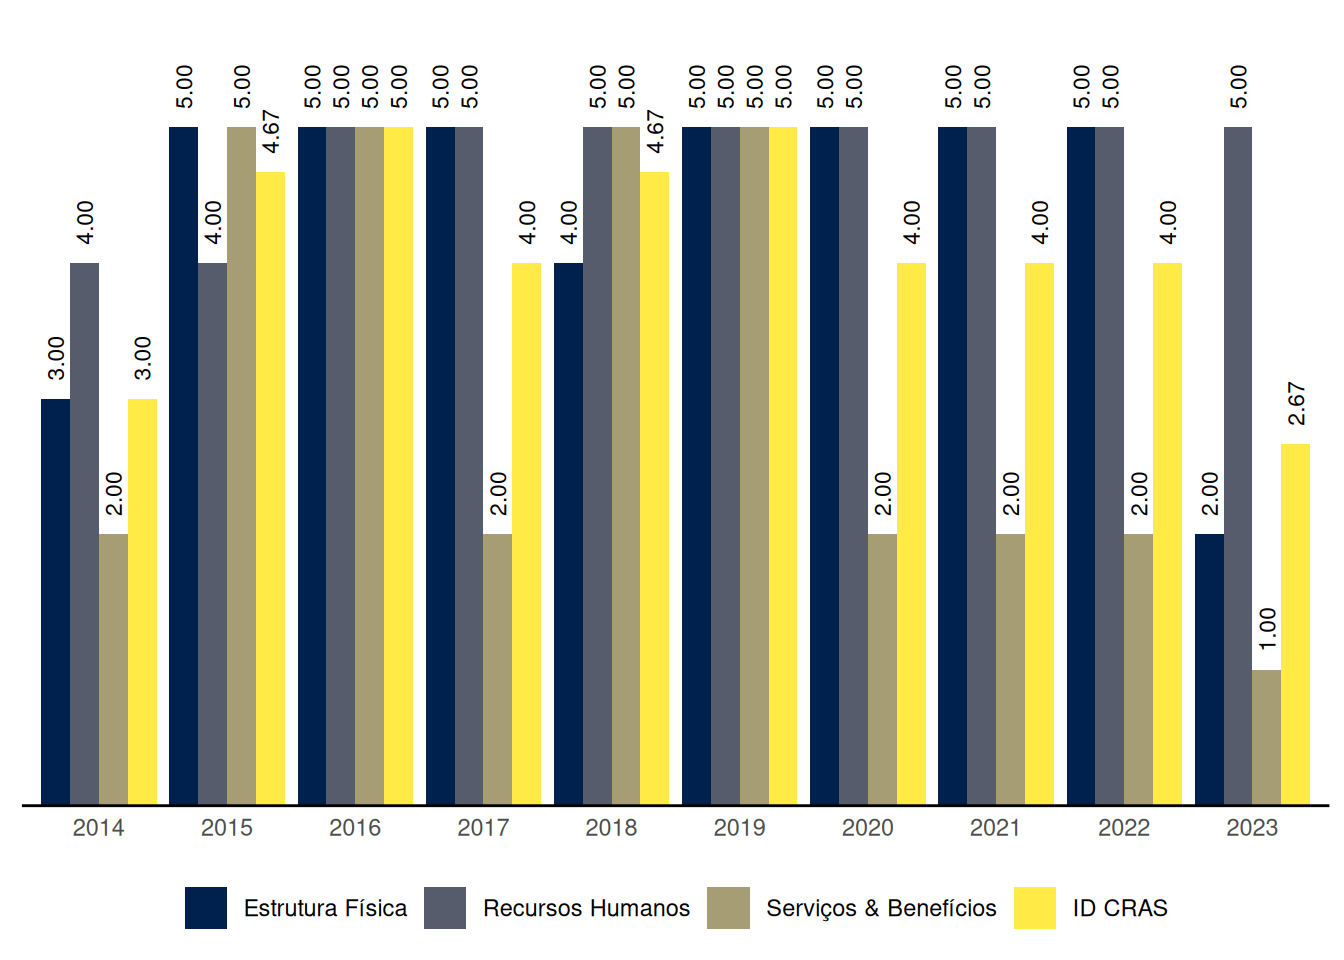 5.00 5.00 5.00 5.00 5.00 5.00 5.00 5.00 5.00 5.00 5.00 5.00 5.00 5.00 5.00 5.00 5.00 5.00 5.00 5.00 5.00
4.67 4.67
4.00 4.00 4.00 4.00 4.00 4.00 4.00
3.00 3.00
2.67
2.00 2.00 2.00 2.00 2.00 2.00
1.00
2014 2015 2016 2017 2018 2019 2020 2021 2022 2023
Estrutura Física Recursos Humanos Serviços & Benefícios ID CRAS